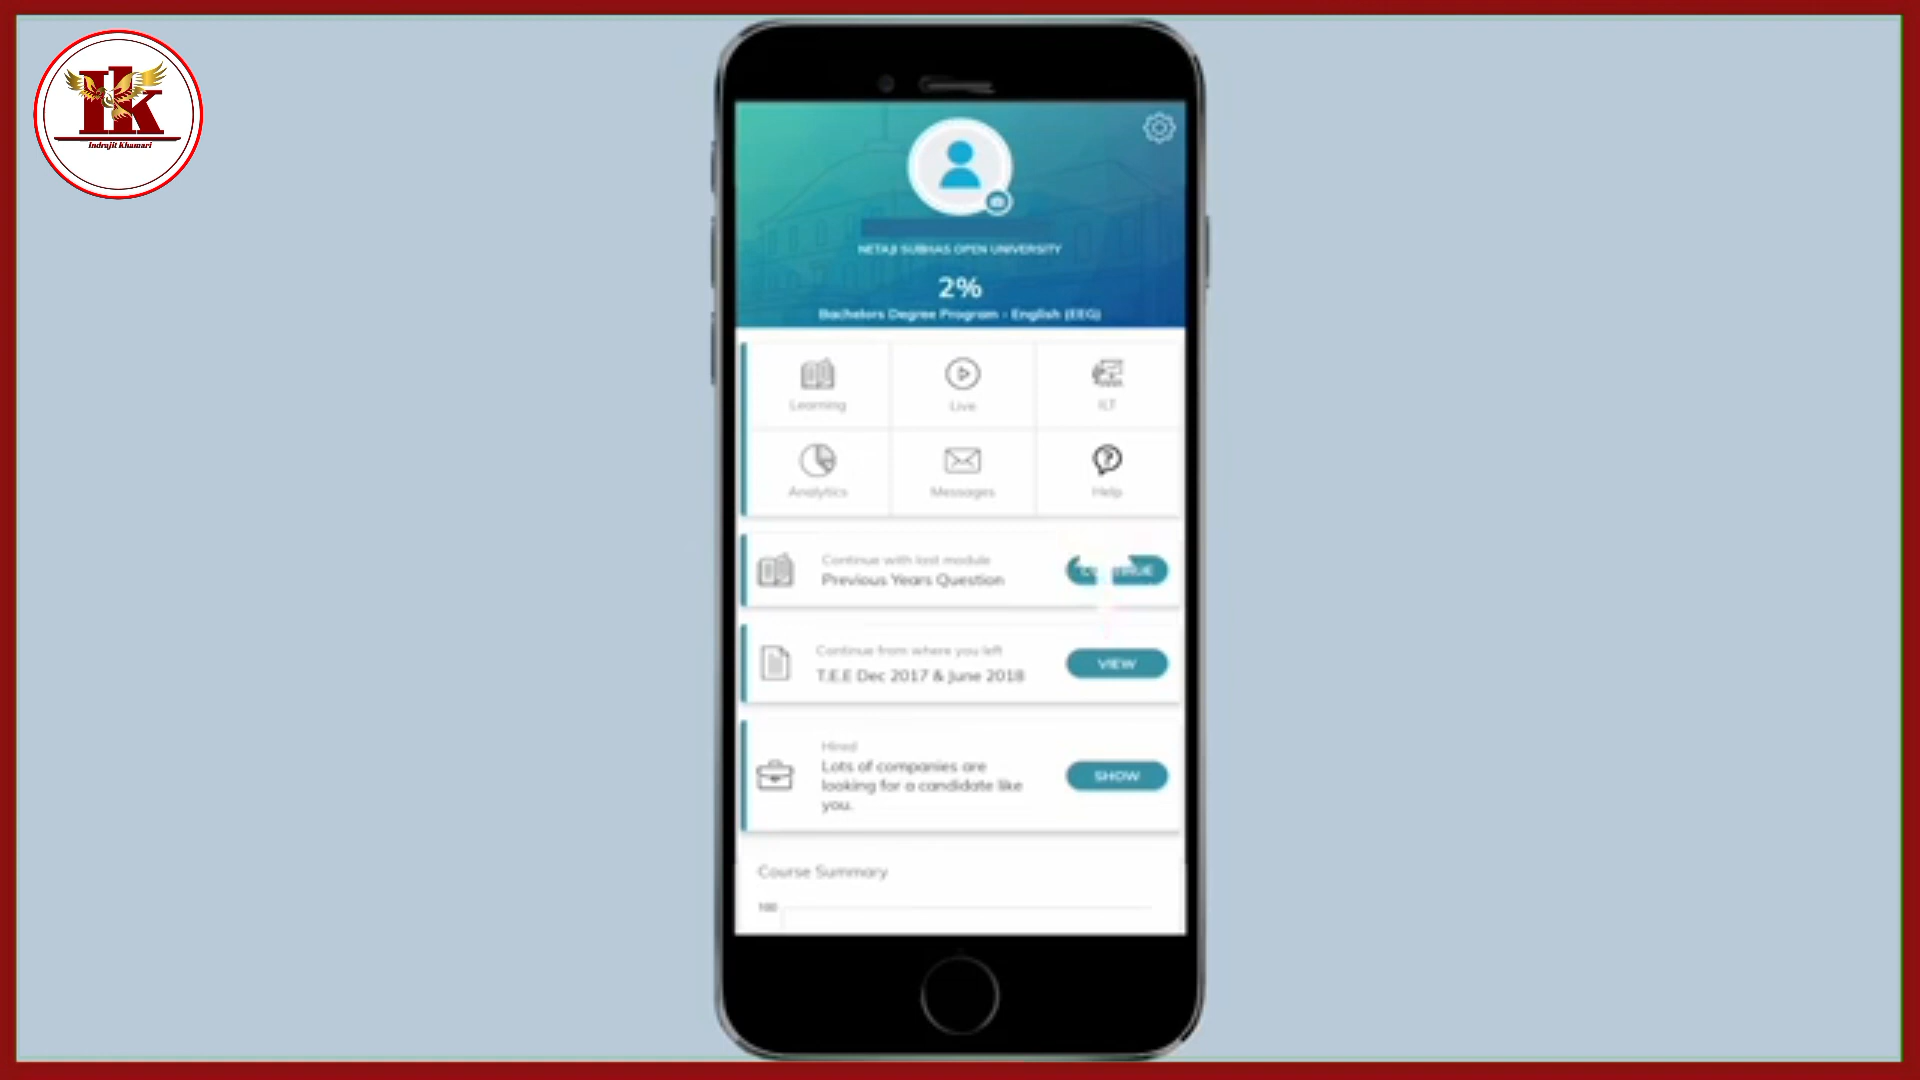 IK
Indrajit Khamari
NETAJI SUBHAS OPEN UNIVERSITY
2%
Bachelors Degree Program - English (EEG)
Learning
Live
ILT
Analytics
Messages
Help
Continue with last module
Previous Years Question
Continue from where you left
T.E.E Dec 2017 & June 2018
VIEW
Hired
Lots of companies are
looking for a candidate like
you.
SHOW
Course Summary
100